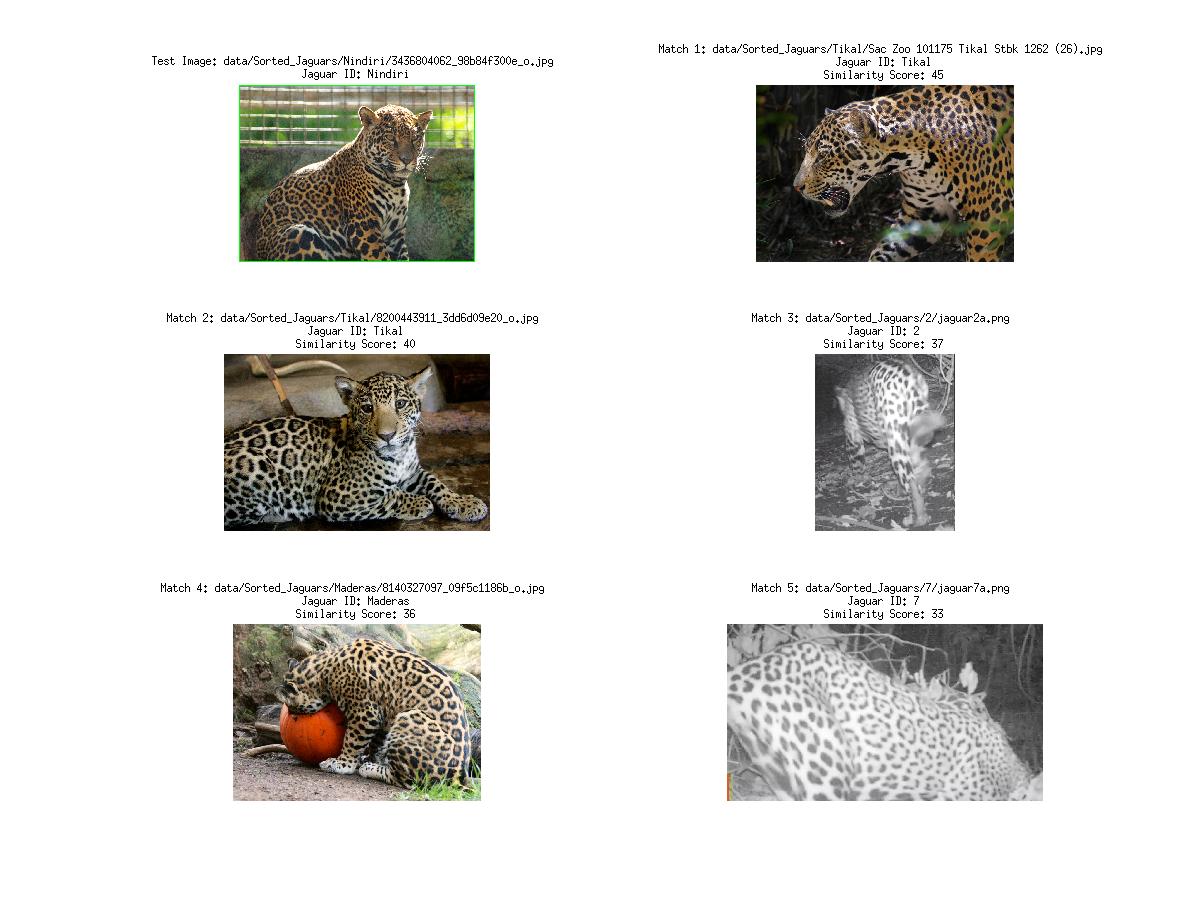 Test Image: data/Sorted_Jaguars/Nindiri/3436804062_98b84f300e_o.jpg
Jaguar ID: Nindiri
Match 1: data/Sorted_Jaguars/Tikal/Sac Zoo 101175 Tikal Stbk 1262 (26).jpg
Jaguar ID: Tikal
Similarity Score: 45
Match 2: data/Sorted_Jaguars/Tikal/8200443911_3dd6d09e20_o.jpg
Jaguar ID: Tikal
Similarity Score: 40
Match 3: data/Sorted_Jaguars/2/jaguar2a.png
Jaguar ID: 2
Similarity Score: 37
Match 4: data/Sorted_Jaguars/Maderas/8140327097_09f5c1186b_o.jpg
Jaguar ID: Maderas
Similarity Score: 36
Match 5: data/Sorted_Jaguars/7/jaguar7a.png
Jaguar ID: 7
Similarity Score: 33